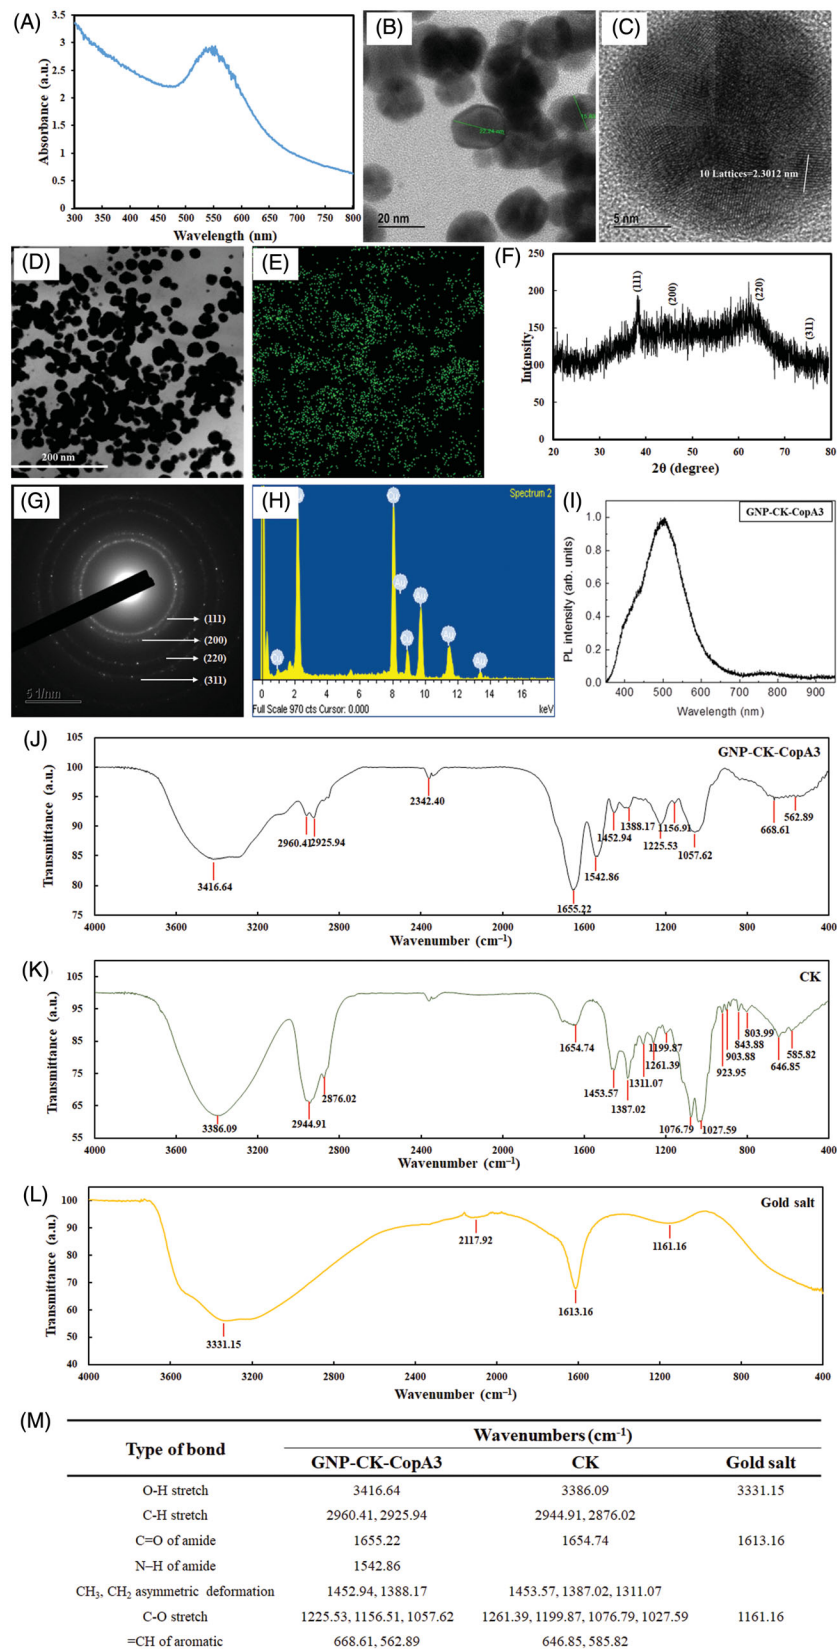 (A)
3.5
3
2.5
2
1.5
1
0.5
0
Absorbance (a.u.)
300 350 400 450 500 550 600 650 700 750 800
Wavelength (nm)
(B)
20 nm
(C)
10 Lattices=2.3012 nm
5 nm
(D)
200 nm
(E)
(F)
250
200
150
100
50
0
Intensity
(111)
(200)
(220)
(311)
20 30 40 50 60 70 80
2θ (degree)
(G)
(111)
(200)
(220)
(311)
5 1/nm
(H)
Spectrum 2
Au
Au
Au
Au
0 2 4 6 8 10 12 14 16
Full Scale 970 cts Cursor: 0.000
keV
(I)
GNP-CK-CopA3
1.0
0.8
0.6
0.4
0.2
0.0
PL intensity (arb. units)
400 500 600 700 800 900
Wavelength (nm)
(J)
GNP-CK-CopA3
105
100
95
90
85
80
75
Transmittance (a.u.)
3416.64
2960.41
2925.94
2342.40
1655.22
1542.86
1452.94
1388.17
1225.53
1156.91
1057.62
668.61
562.89
4000 3600 3200 2800 2400 2000 1600 1200 800 400
Wavenumber (cm⁻¹)
(K)
CK
105
95
85
75
65
55
Transmittance (a.u.)
3386.09
2944.91
2876.02
1654.74
1453.57
1387.02
1311.07
1261.39
1199.87
1076.79
1027.59
923.95
903.88
843.88
803.99
646.85
585.82
4000 3600 3200 2800 2400 2000 1600 1200 800 400
Wavenumber (cm⁻¹)
(L)
Gold salt
100
90
80
70
60
50
40
Transmittance (a.u.)
3331.15
2117.92
1613.16
1161.16
4000 3600 3200 2800 2400 2000 1600 1200 800 400
Wavenumber (cm⁻¹)
(M)
Type of bond
Wavenumbers (cm⁻¹)
GNP-CK-CopA3 CK Gold salt
O-H stretch 3416.64 3386.09 3331.15
C-H stretch 2960.41, 2925.94 2944.91, 2876.02
C=O of amide 1655.22 1654.74 1613.16
N–H of amide 1542.86
CH₃, CH₂ asymmetric deformation 1452.94, 1388.17 1453.57, 1387.02, 1311.07
C-O stretch 1225.53, 1156.51, 1057.62 1261.39, 1199.87, 1076.79, 1027.59 1161.16
=CH of aromatic 668.61, 562.89 646.85, 585.82